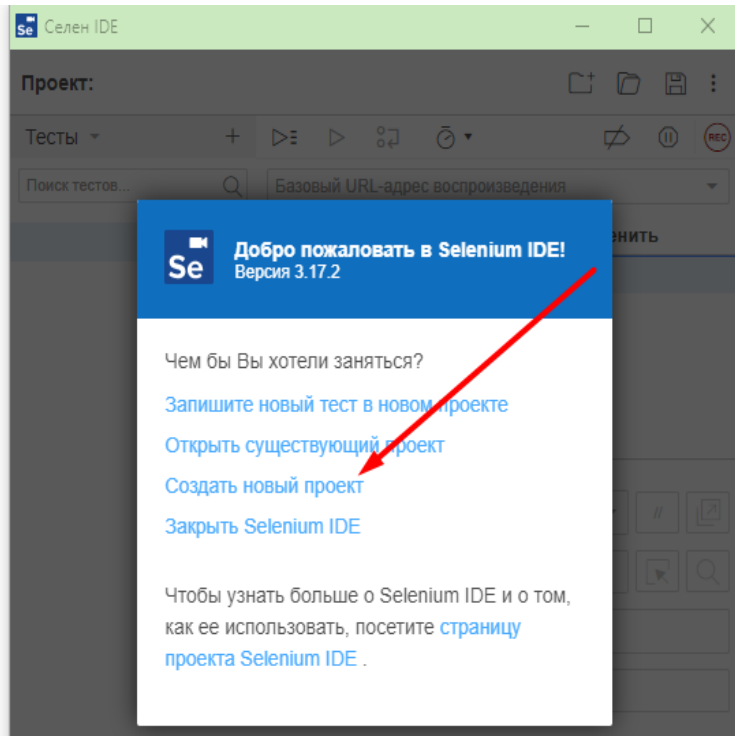 Se Селен IDE
Проект:
Тесты
REC
Поиск тестов...
Базовый URL-адрес воспроизведения
енить
Se
Добро пожаловать в Selenium IDE!
Версия 3.17.2
Чем бы Вы хотели заняться?
Запишите новый тест в новом проекте
Открыть существующий проект
Создать новый проект
Закрыть Selenium IDE
//
Чтобы узнать больше о Selenium IDE и о том,
как ее использовать, посетите страницу
проекта Selenium IDE .